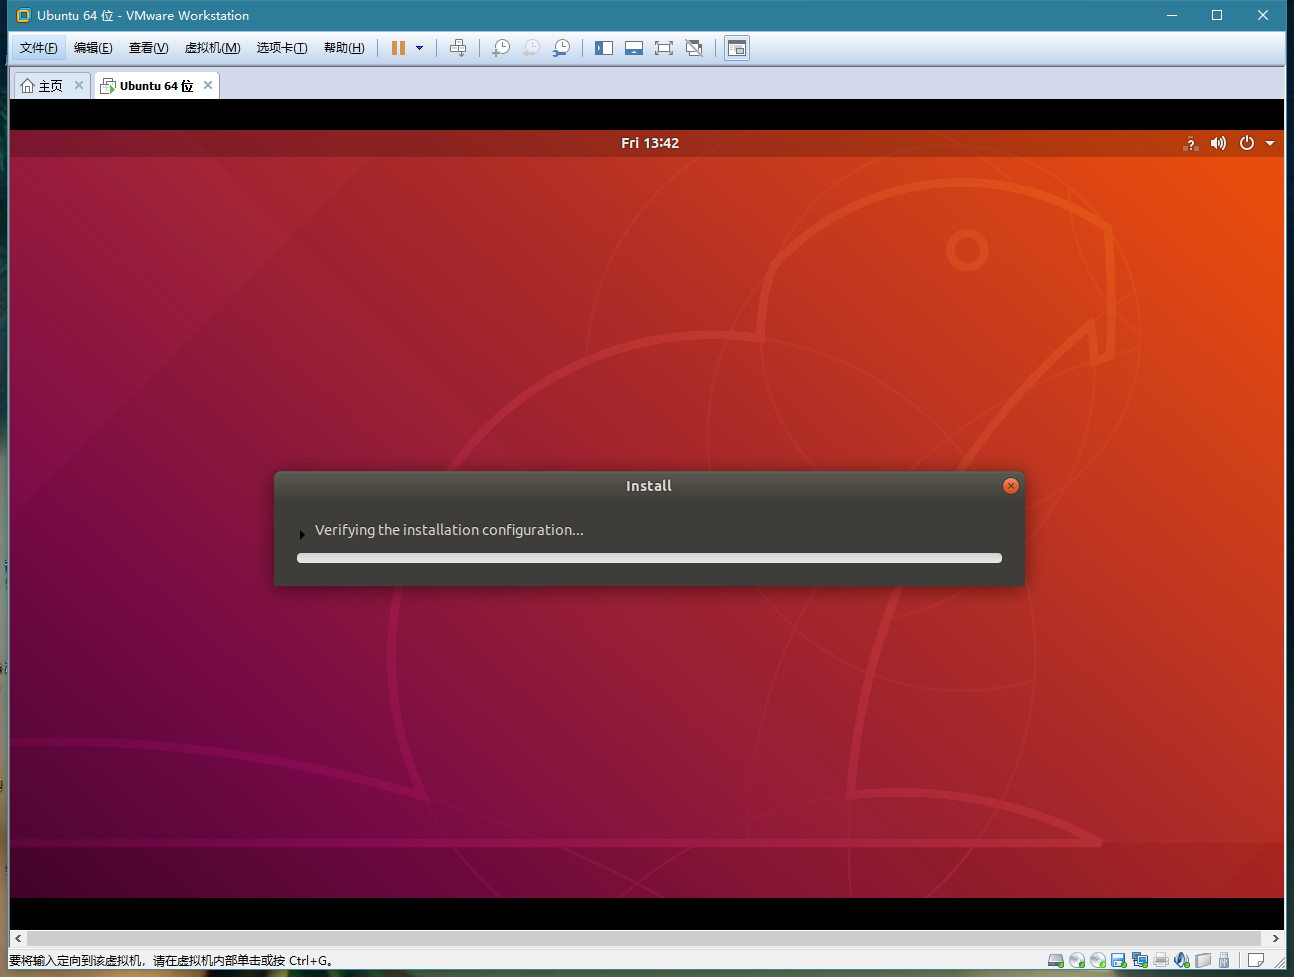 Ubuntu 64 位 - VMware Workstation
文件(F) 编辑(E) 查看(V) 虚拟机(M) 选项卡(T) 帮助(H)
主页 Ubuntu 64 位
Fri 13:42
Install
Verifying the installation configuration...
要将输入定向到该虚拟机，请在虚拟机内部单击或按 Ctrl+G。